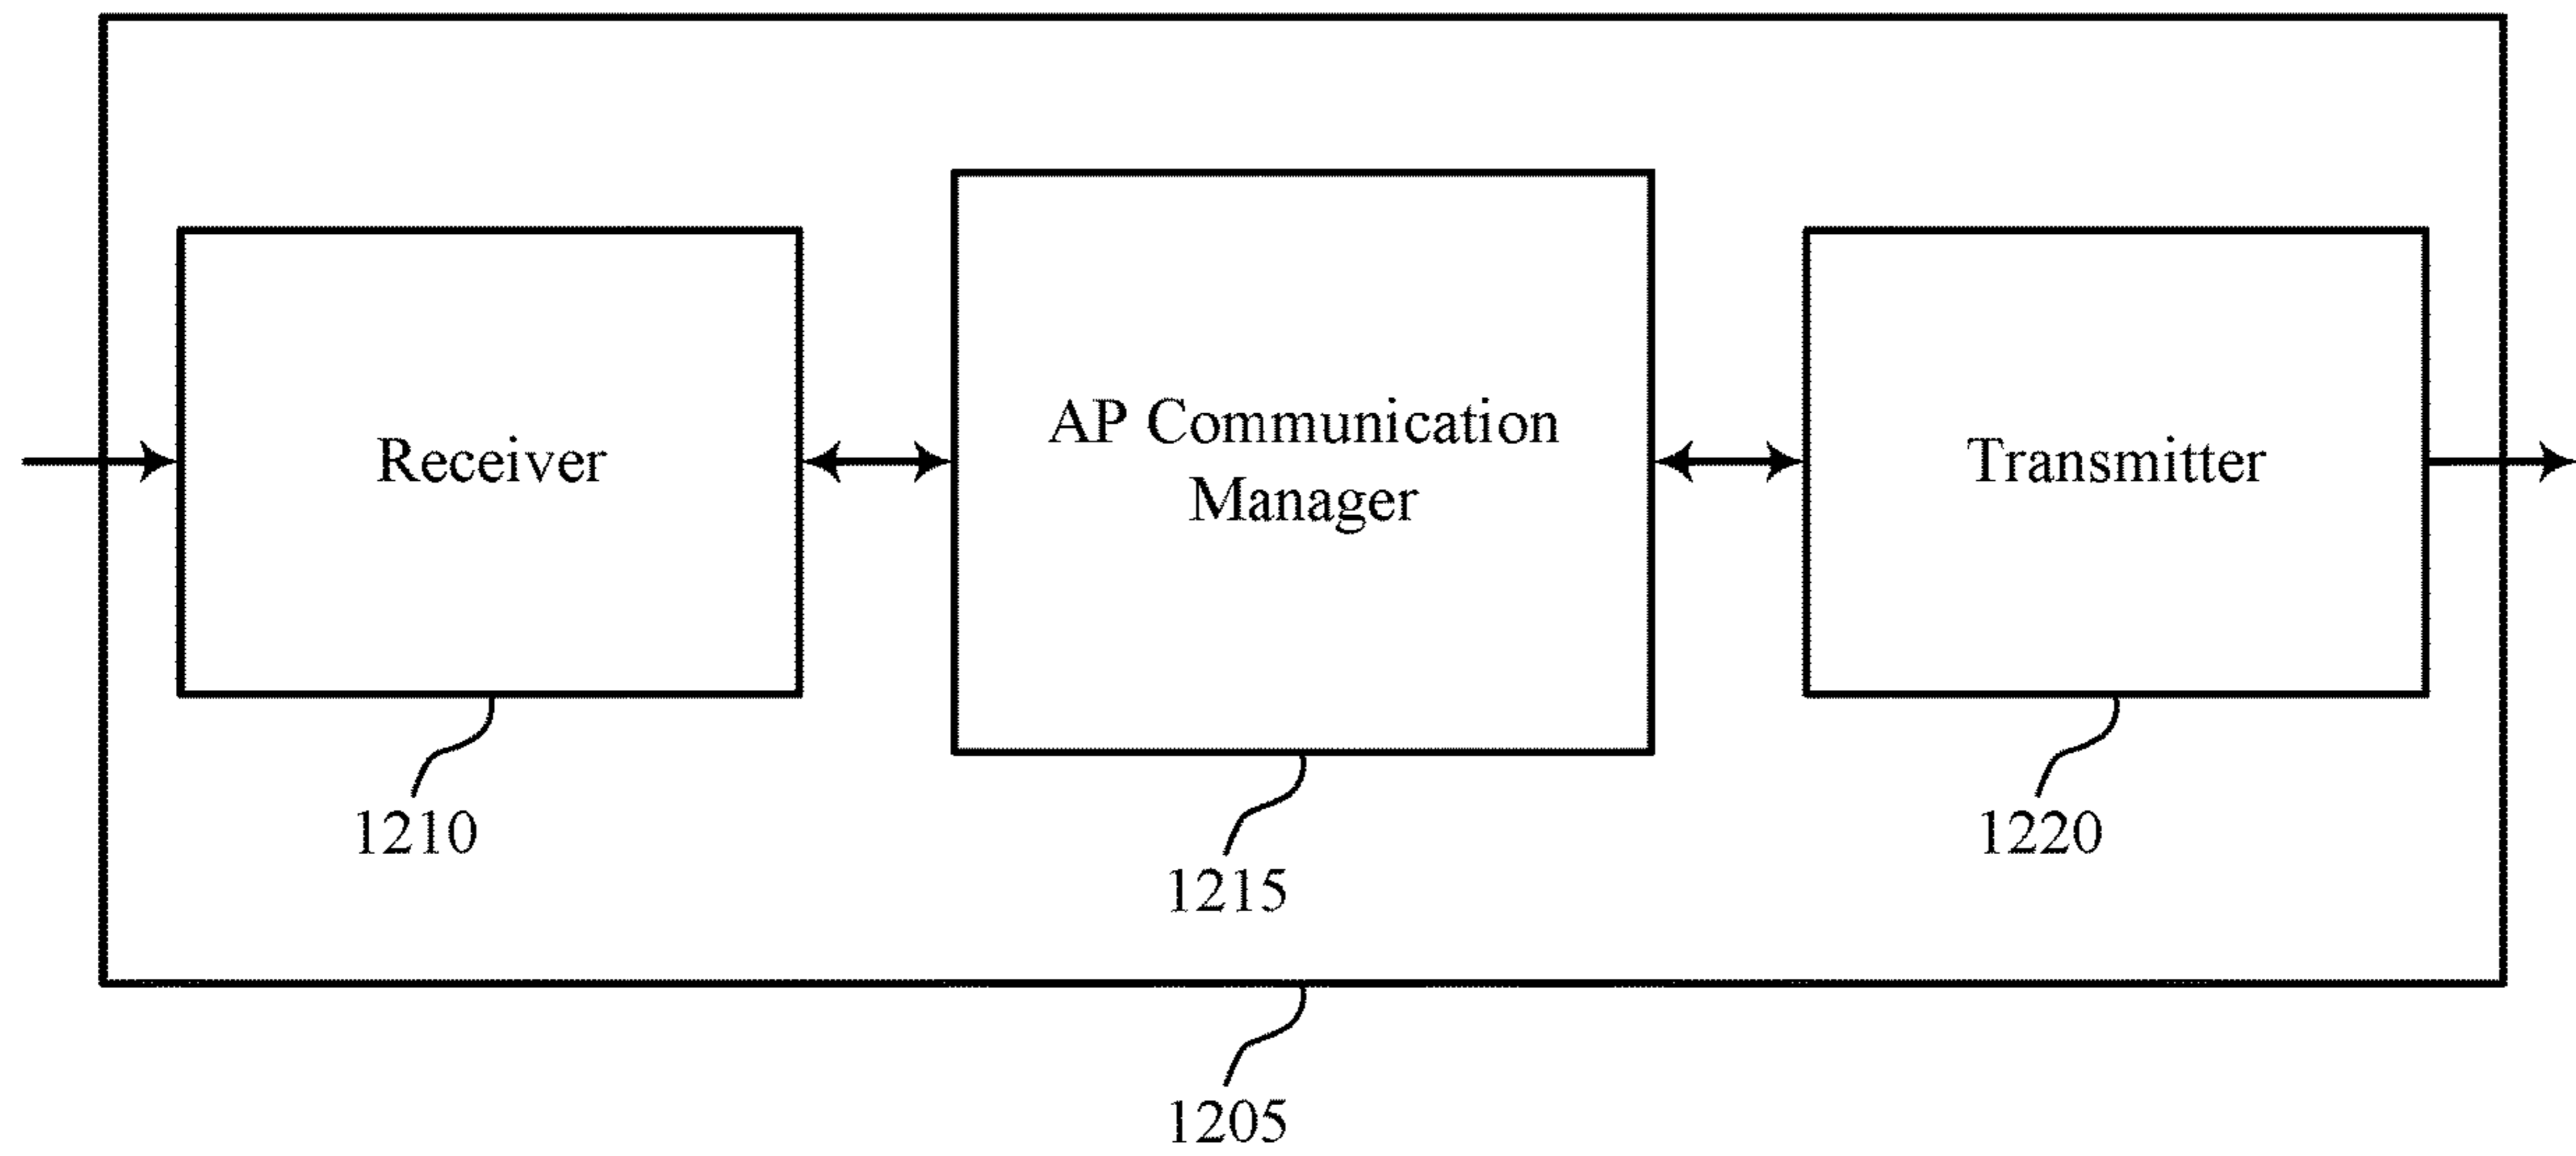 Receiver
AP Communication
Manager
Transmitter
1210
1215
1220
1205